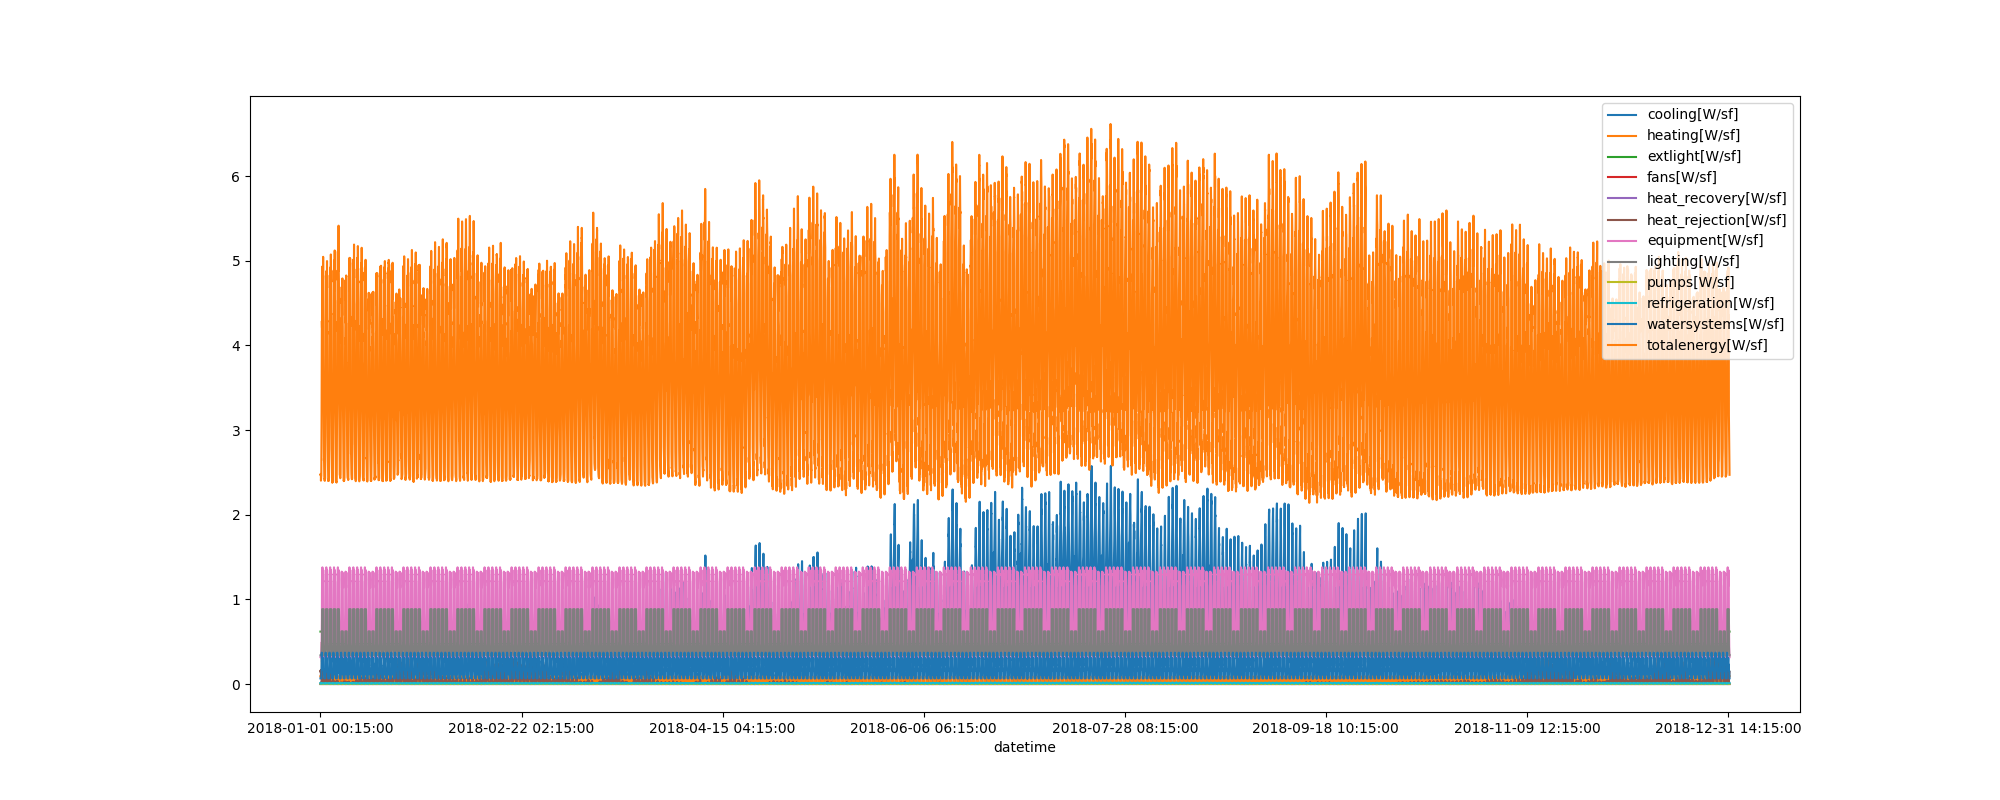 cooling[W/sf]
heating[W/sf]
extlight[W/sf]
fans[W/sf]
heat_recovery[W/sf]
heat_rejection[W/sf]
equipment[W/sf]
lighting[W/sf]
pumps[W/sf]
refrigeration[W/sf]
watersystems[W/sf]
totalenergy[W/sf]
6
5
4
3
2
1
0
2018-01-01 00:15:00 2018-02-22 02:15:00 2018-04-15 04:15:00 2018-06-06 06:15:00 2018-07-28 08:15:00 2018-09-18 10:15:00 2018-11-09 12:15:00 2018-12-31 14:15:00
datetime